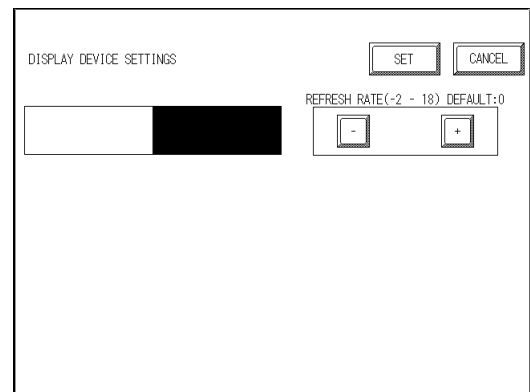 DISPLAY DEVICE SETTINGS
SET
CANCEL
REFRESH RATE(-2 - 18) DEFAULT:0
-
+